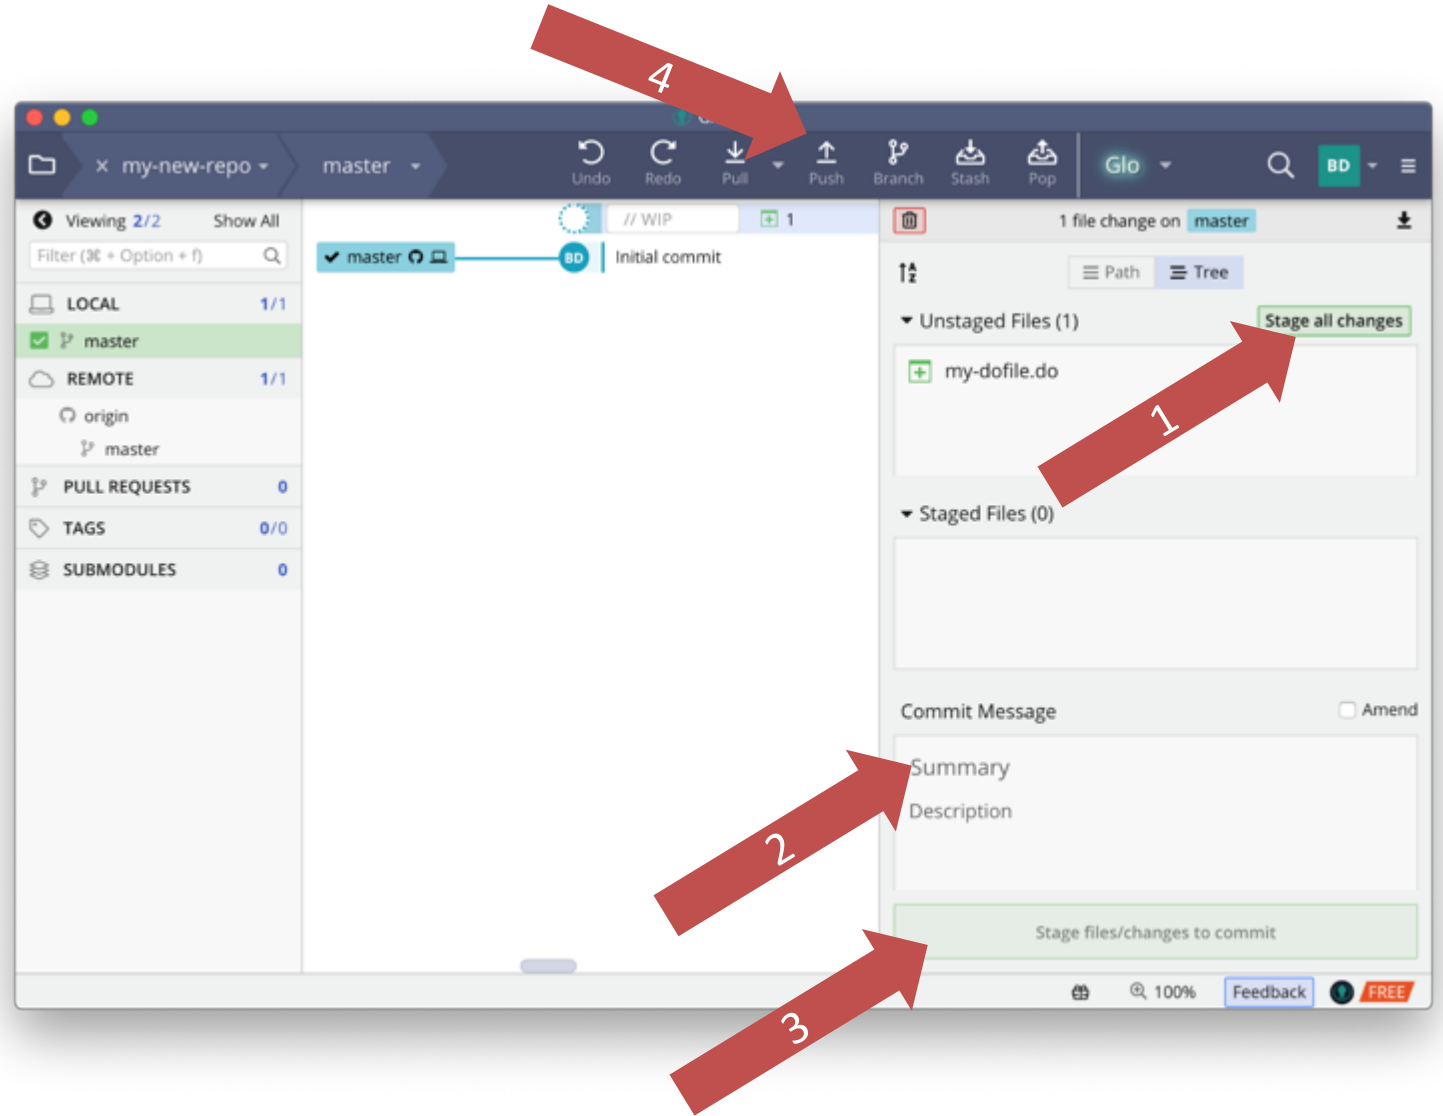 4
my-new-repo
master
Undo
Redo
Pull
Push
Branch
Stash
Pop
Glo
BD
Viewing 2/2
Show All
Filter (⌘ + Option + f)
LOCAL 1/1
master
REMOTE 1/1
origin
master
PULL REQUESTS 0
TAGS 0/0
SUBMODULES 0
// WIP
1
master
BD
Initial commit
1 file change on master
Path
Tree
Unstaged Files (1)
Stage all changes
my-dofile.do
1
Staged Files (0)
Commit Message
Amend
Summary
Description
2
Stage files/changes to commit
3
100%
Feedback
FREE